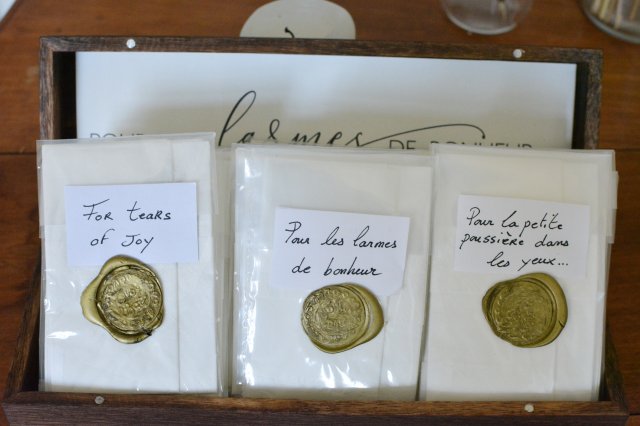 larmes
For tears
of Joy
Pour les larmes
de bonheur
Pour la petite
poussière dans
les yeux...